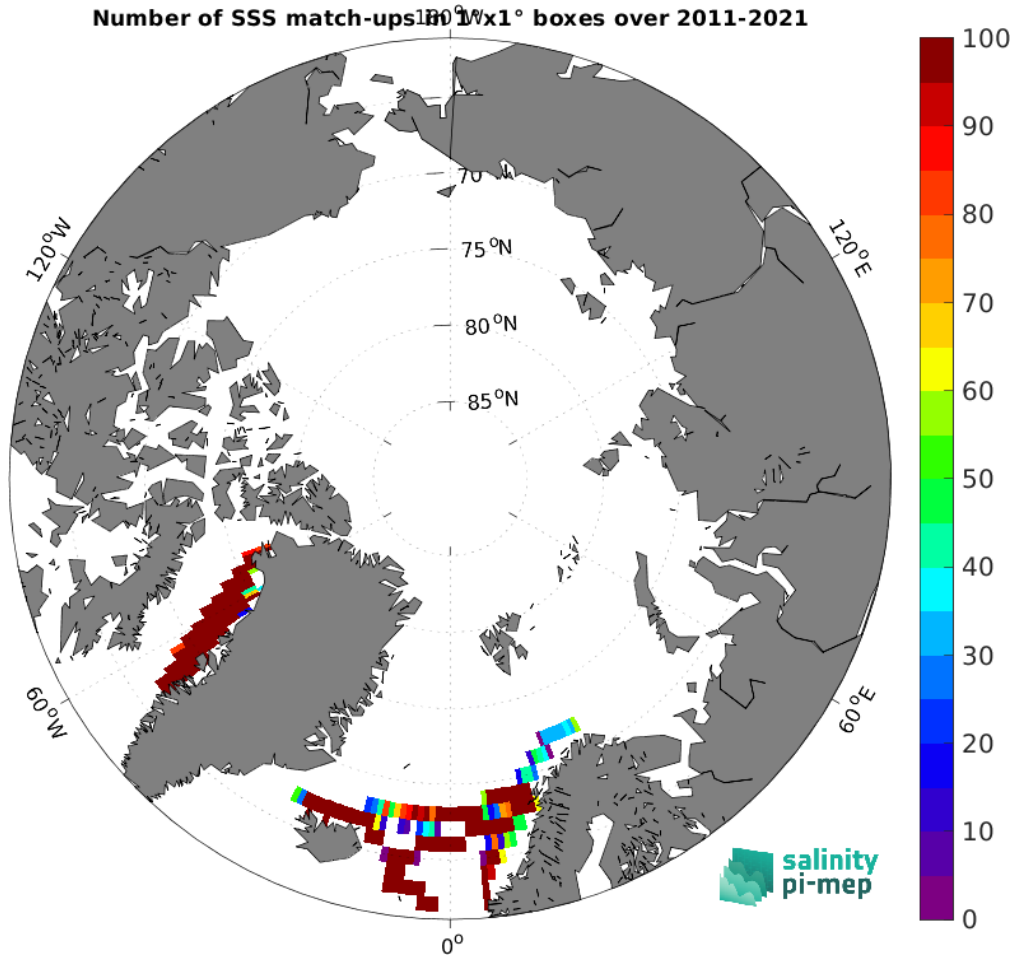 Number of SSS match-ups in 1°x1° boxes over 2011-2021
180°W
120°W
120°E
60°W
60°E
0°
70°N
75°N
80°N
85°N
100
90
80
70
60
50
40
30
20
10
0
salinity
pi-mep